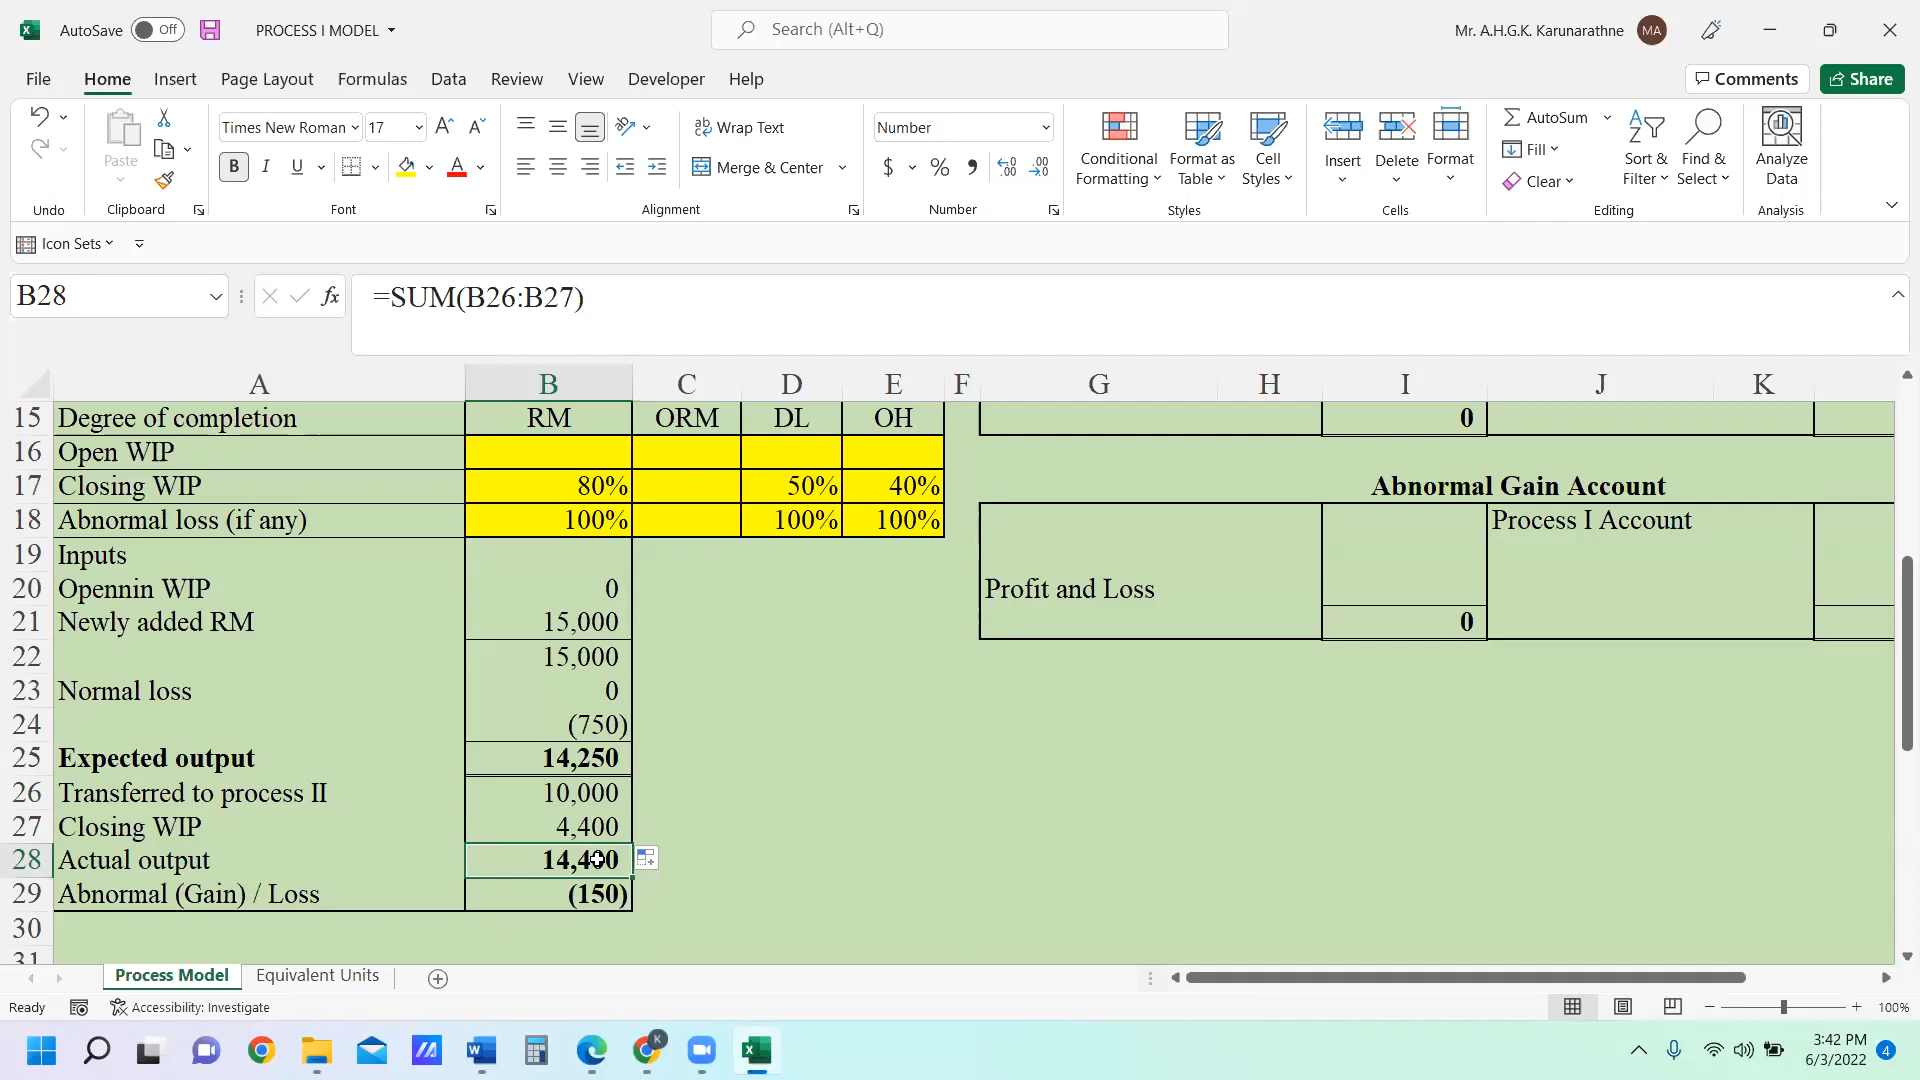 AutoSave Off PROCESS I MODEL Search (Alt+Q) Mr. A.H.G.K. Karunarathne MA
File Home Insert Page Layout Formulas Data Review View Developer Help Comments Share
Paste Times New Roman 17 Wrap Text Number Conditional Formatting Format as Table Cell Styles Insert Delete Format AutoSum Sort & Filter Find & Select Analyze Data
B I U A Merge & Center $ % Fill
Clear
Undo Clipboard Font Alignment Number Styles Cells Editing Analysis
Icon Sets
B28 fx =SUM(B26:B27)
A B C D E F G H I J K
15 Degree of completion RM ORM DL OH 0
16 Open WIP
17 Closing WIP 80% 50% 40% Abnormal Gain Account
18 Abnormal loss (if any) 100% 100% 100% Process I Account
19 Inputs
20 Opennin WIP 0 Profit and Loss
21 Newly added RM 15,000 0
22 15,000
23 Normal loss 0
24 (750)
25 Expected output 14,250
26 Transferred to process II 10,000
27 Closing WIP 4,400
28 Actual output 14,400
29 Abnormal (Gain) / Loss (150)
30
31
Process Model Equivalent Units
Ready Accessibility: Investigate 100%
3:42 PM
6/3/2022 4